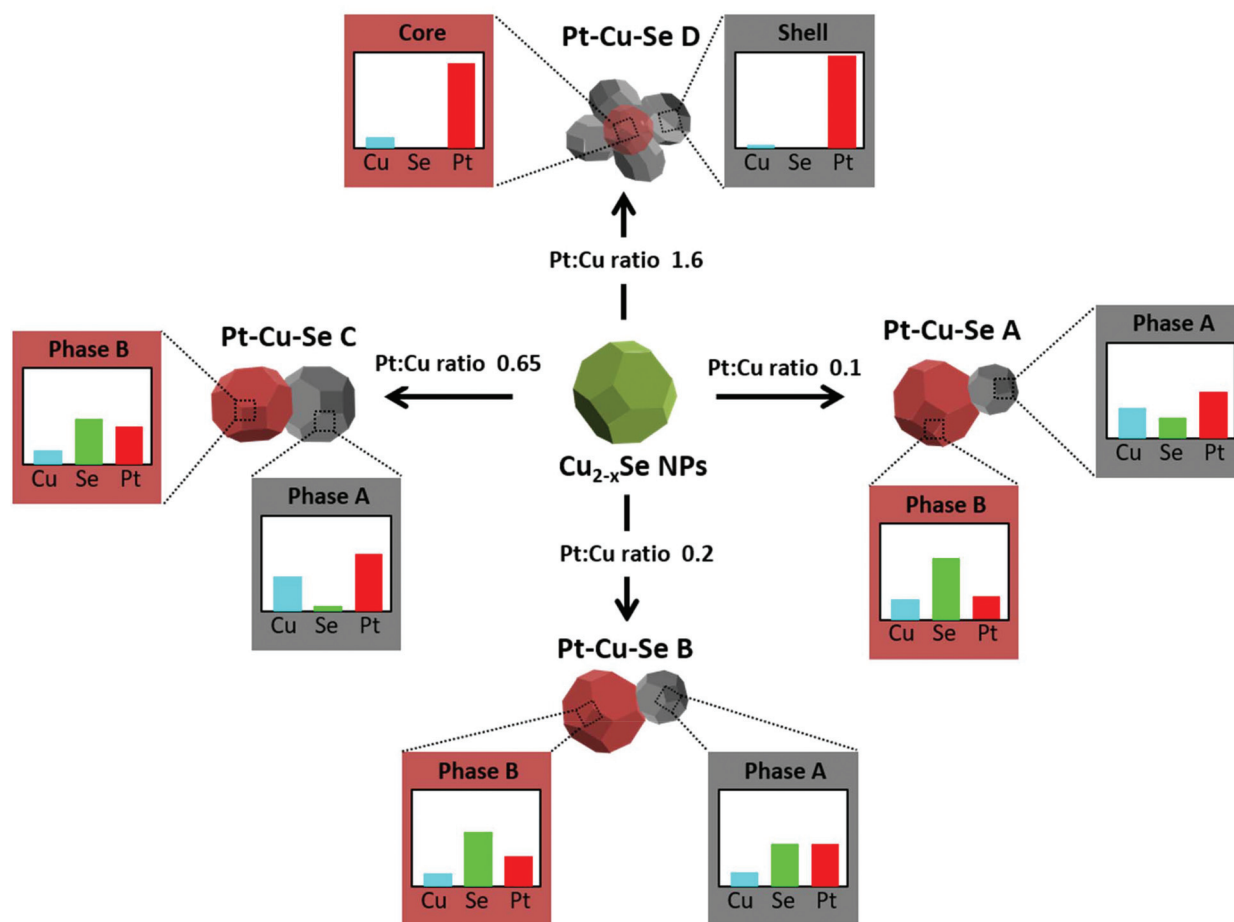 Core
Cu Se Pt
Pt-Cu-Se D
Shell
Cu Se Pt
Pt:Cu ratio 1.6
Phase B
Cu Se Pt
Pt-Cu-Se C
Pt:Cu ratio 0.65
Phase A
Cu Se Pt
Cu2-xSe NPs
Pt:Cu ratio 0.1
Pt-Cu-Se A
Phase A
Cu Se Pt
Phase B
Cu Se Pt
Pt:Cu ratio 0.2
Pt-Cu-Se B
Phase B
Cu Se Pt
Phase A
Cu Se Pt